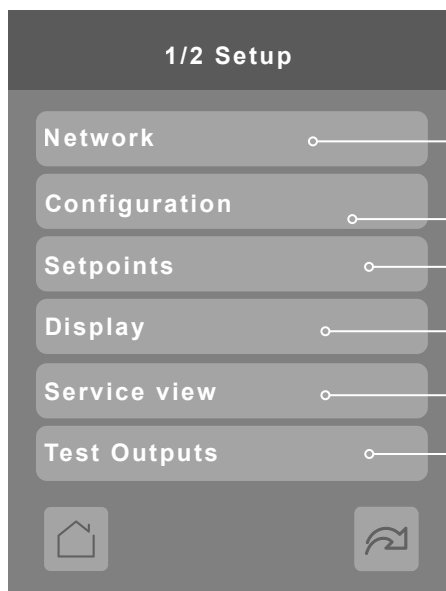 1/2 Setup
Network
Configuration
Setpoints
Display
Service view
Test Outputs